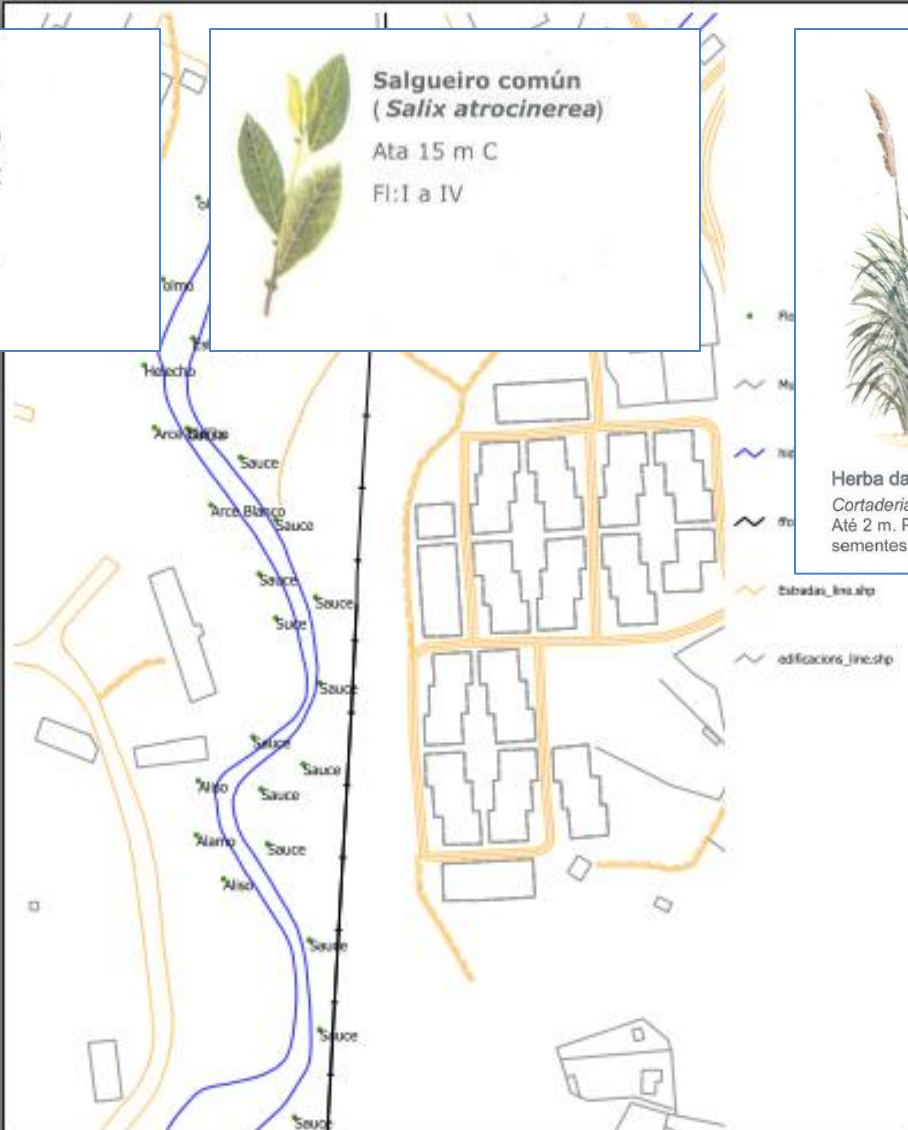 Salgueiro común
( Salix atrocinerea)
Ata 15 m C
Fl:I a IV
olmo
Helecho
Sauce
Arce Blanco
Sauce
Sauce
Sauce
Suce
Sauce
Sauce
Sauce
Aliso
Sauce
Alamo
Sauce
Aliso
Sauce
Sauce
Sauce
Herba da
Cortaderia
Até 2 m. F
sementes
Estradas_line.shp
edificacions_line.shp